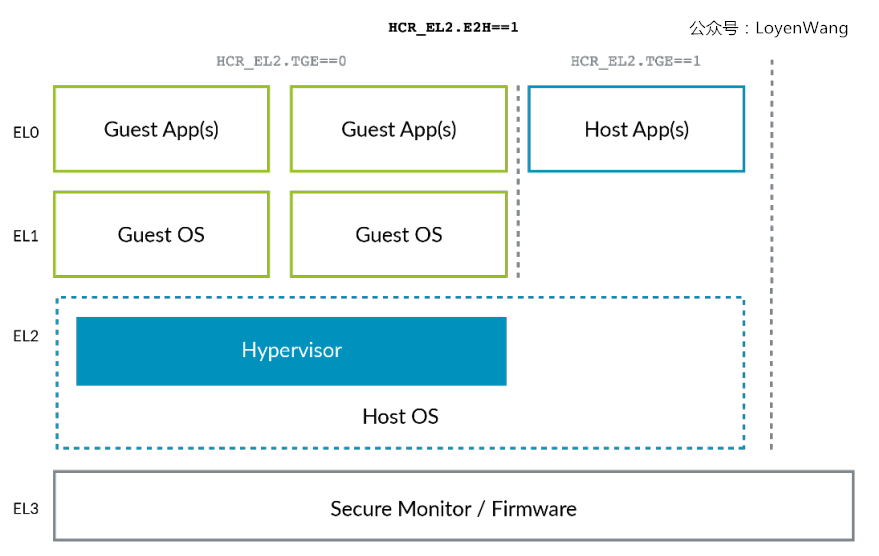 HCR_EL2.E2H==1
公众号：LoyenWang
HCR_EL2.TGE==0
HCR_EL2.TGE==1
EL0
Guest App(s)
Guest App(s)
Host App(s)
EL1
Guest OS
Guest OS
EL2
Hypervisor
Host OS
EL3
Secure Monitor / Firmware